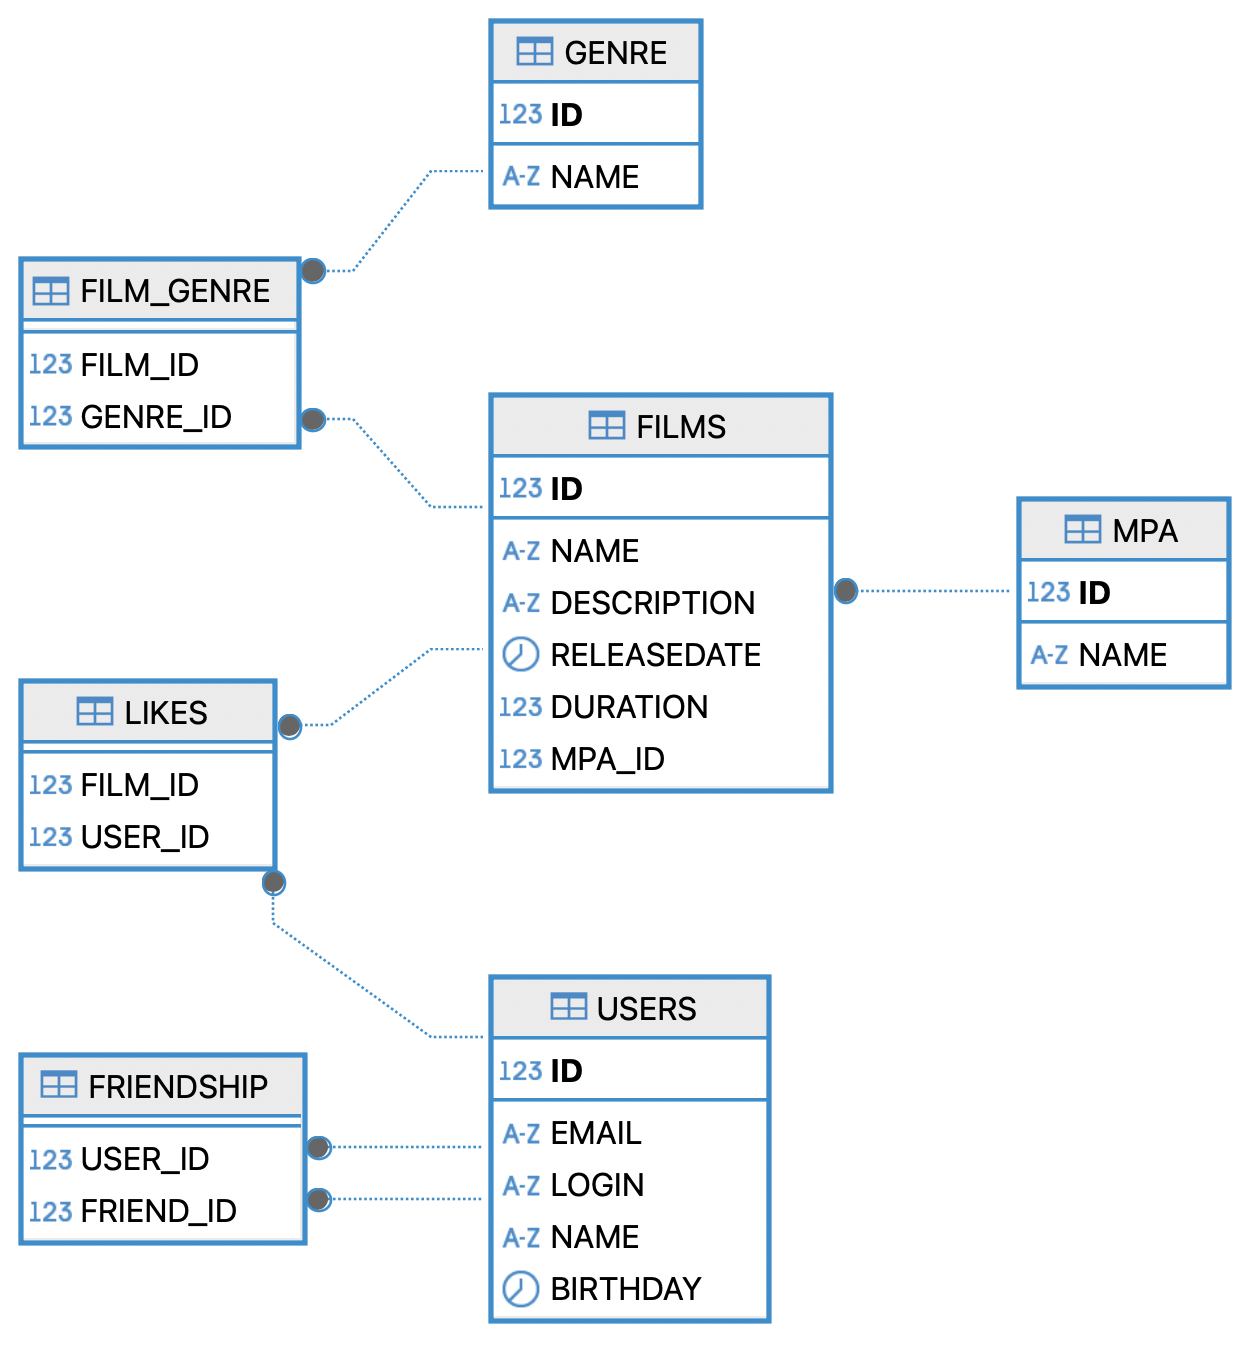 GENRE
123 ID
A-Z NAME
FILM_GENRE
123 FILM_ID
123 GENRE_ID
FILMS
123 ID
A-Z NAME
A-Z DESCRIPTION
RELEASEDATE
123 DURATION
123 MPA_ID
MPA
123 ID
A-Z NAME
LIKES
123 FILM_ID
123 USER_ID
USERS
123 ID
A-Z EMAIL
A-Z LOGIN
A-Z NAME
BIRTHDAY
FRIENDSHIP
123 USER_ID
123 FRIEND_ID